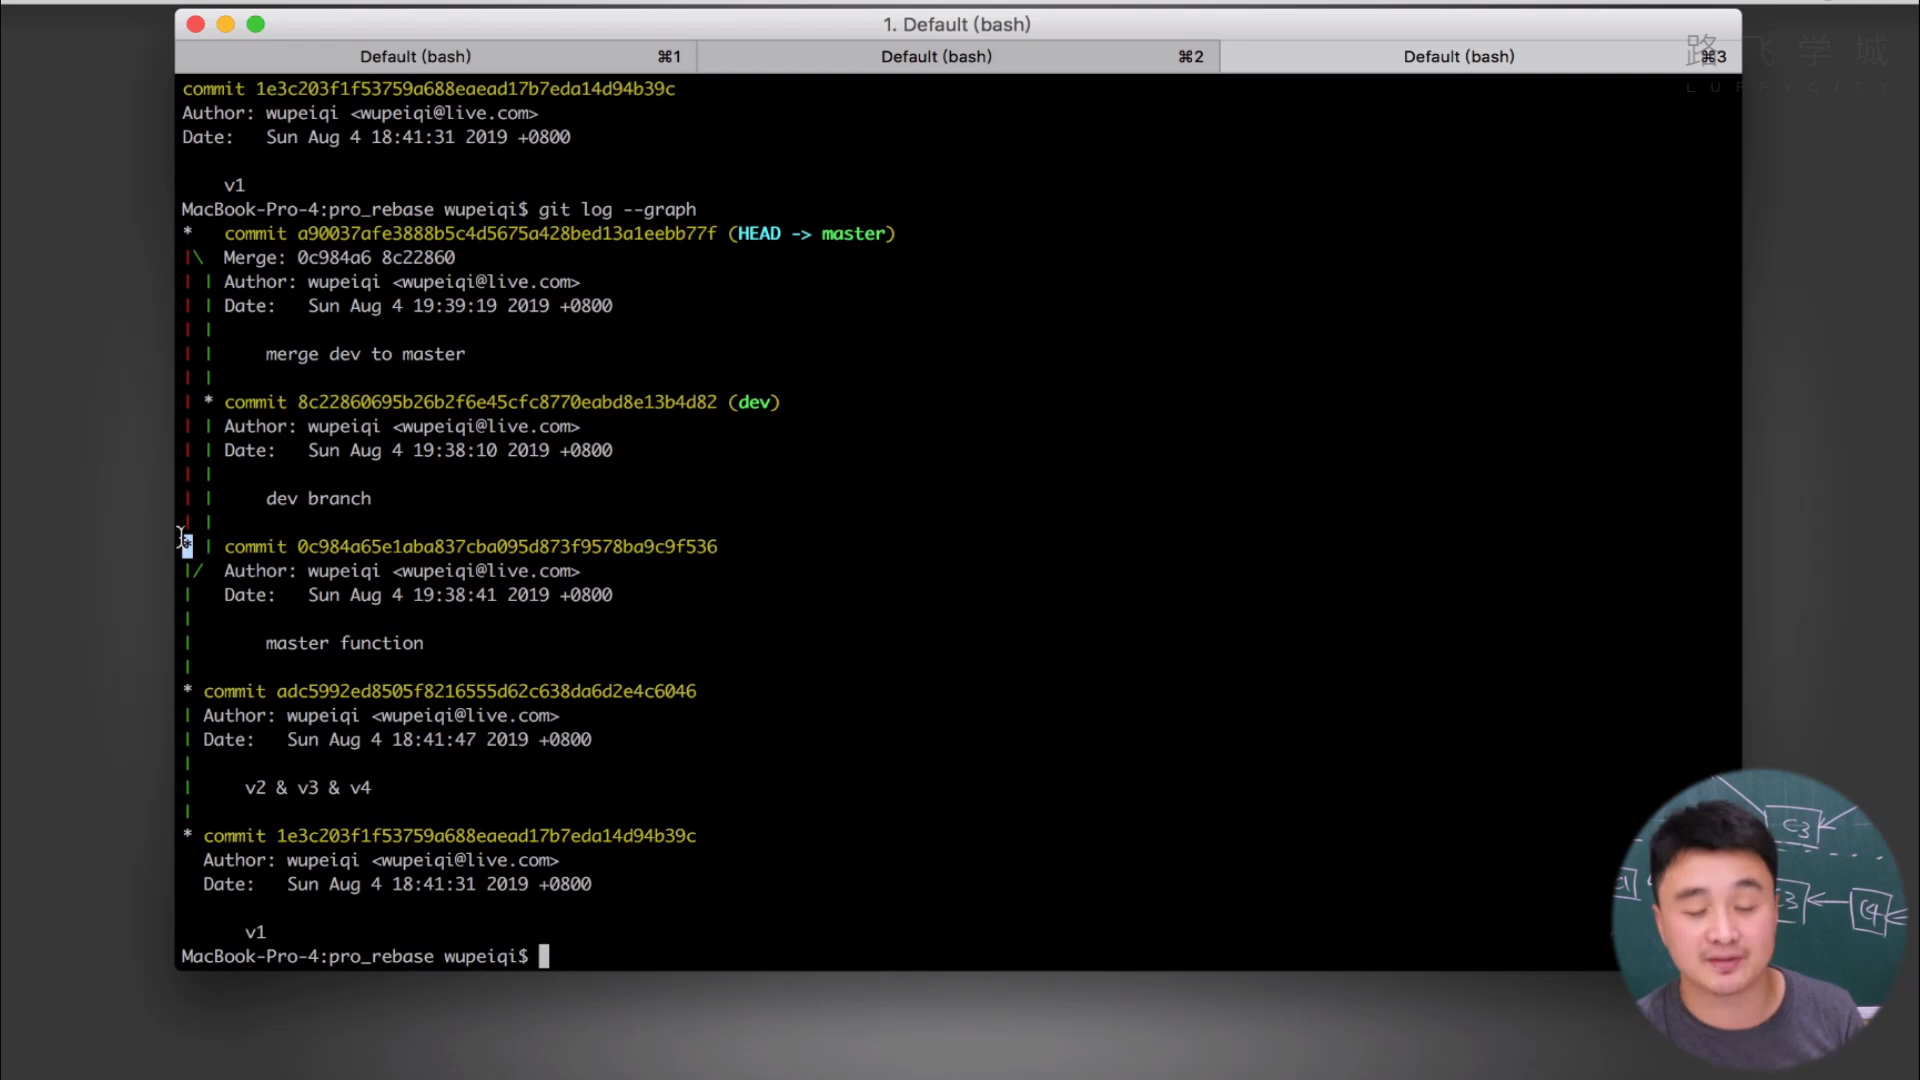 1. Default (bash)
Default (bash) ⌘1 Default (bash) ⌘2 Default (bash) ⌘3
路飞学城
LUFFYCITY
commit 1e3c203f1f53759a688eaead17b7eda14d94b39c
Author: wupeiqi <wupeiqi@live.com>
Date:   Sun Aug 4 18:41:31 2019 +0800
v1
MacBook-Pro-4:pro_rebase wupeiqi$ git log --graph
*   commit a90037afe3888b5c4d5675a428bed13a1eebb77f (HEAD -> master)
|\  Merge: 0c984a6 8c22860
| | Author: wupeiqi <wupeiqi@live.com>
| | Date:   Sun Aug 4 19:39:19 2019 +0800
| |
| |     merge dev to master
| |
| * commit 8c22860695b26b2f6e45cfc8770eabd8e13b4d82 (dev)
| | Author: wupeiqi <wupeiqi@live.com>
| | Date:   Sun Aug 4 19:38:10 2019 +0800
| |
| |     dev branch
| |
* | commit 0c984a65e1aba837cba095d873f9578ba9c9f536
|/  Author: wupeiqi <wupeiqi@live.com>
|   Date:   Sun Aug 4 19:38:41 2019 +0800
|
|       master function
|
* commit adc5992ed8505f8216555d62c638da6d2e4c6046
| Author: wupeiqi <wupeiqi@live.com>
| Date:   Sun Aug 4 18:41:47 2019 +0800
|
|     v2 & v3 & v4
|
* commit 1e3c203f1f53759a688eaead17b7eda14d94b39c
  Author: wupeiqi <wupeiqi@live.com>
  Date:   Sun Aug 4 18:41:31 2019 +0800
v1
MacBook-Pro-4:pro_rebase wupeiqi$
C3
C4